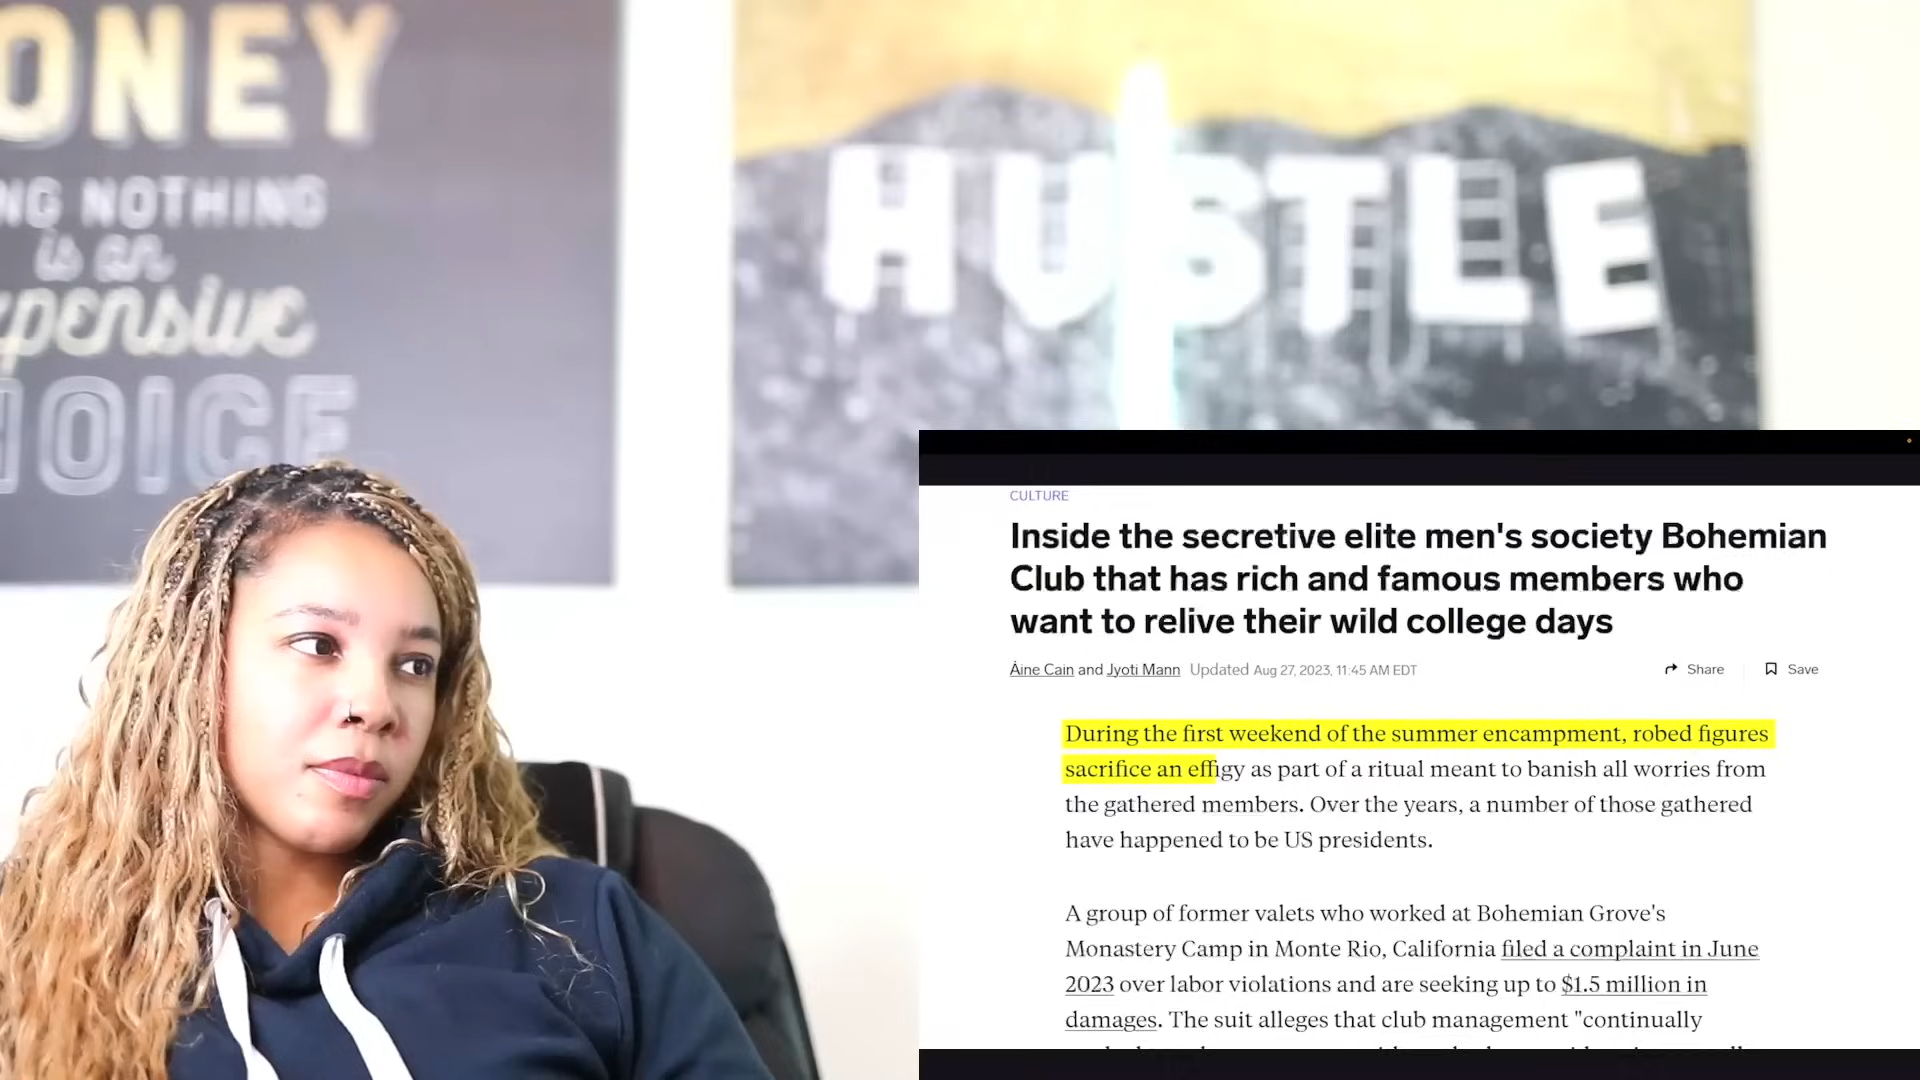 ONEY
NG NOTHING
is an
xpensive
HOICE
HUSTLE
CULTURE
Inside the secretive elite men's society Bohemian
Club that has rich and famous members who
want to relive their wild college days
Áine Cain and Jyoti Mann Updated Aug 27, 2023, 11:45 AM EDT
Share
Save
During the first weekend of the summer encampment, robed figures
sacrifice an effigy as part of a ritual meant to banish all worries from
the gathered members. Over the years, a number of those gathered
have happened to be US presidents.
A group of former valets who worked at Bohemian Grove's
Monastery Camp in Monte Rio, California filed a complaint in June
2023 over labor violations and are seeking up to $1.5 million in
damages. The suit alleges that club management "continually